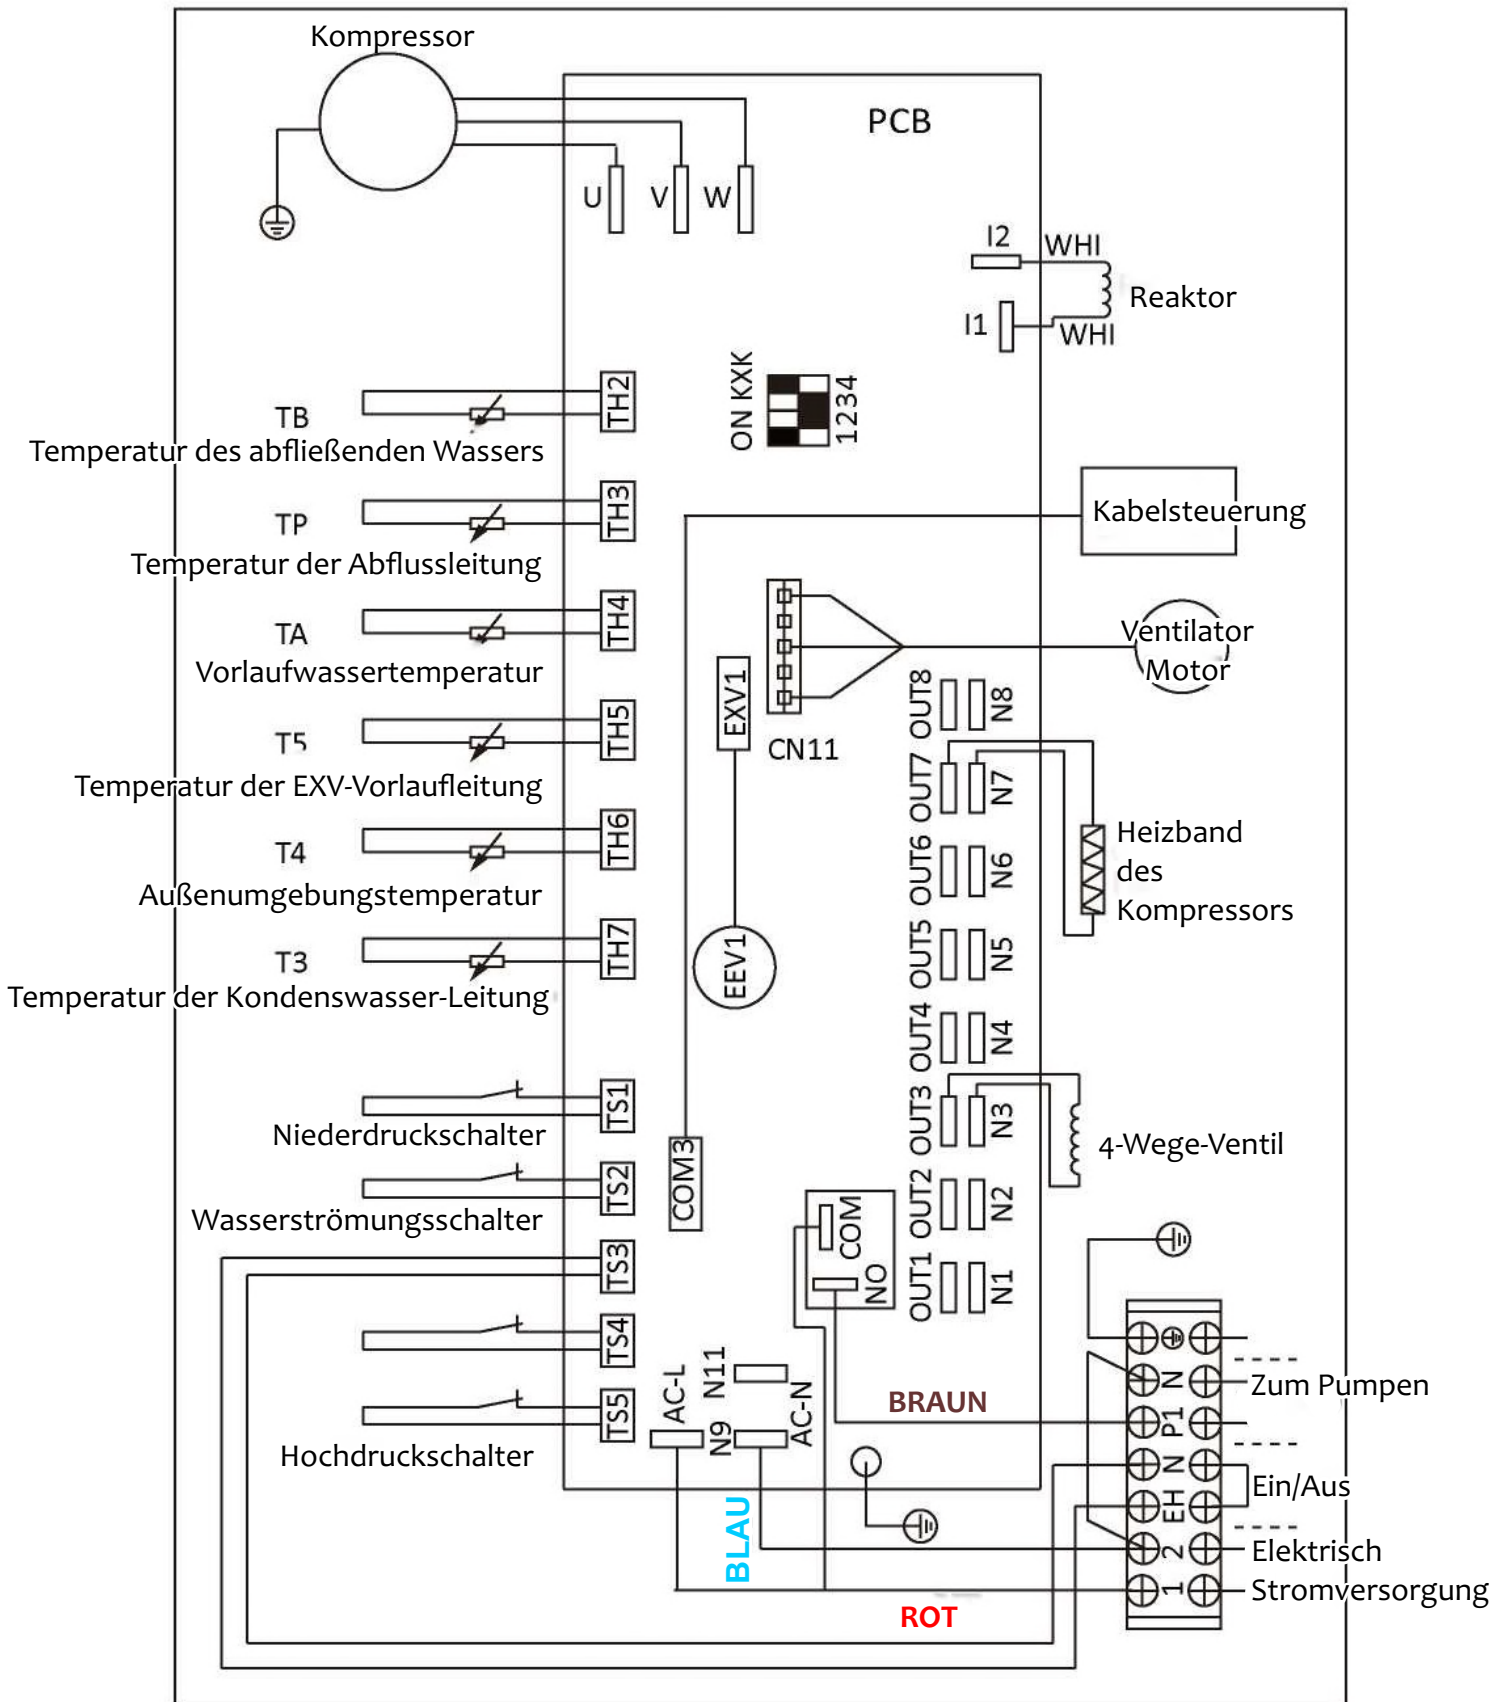 Kompressor
PCB
U
V
W
I2
WHI
Reaktor
I1
WHI
ON KXK
1234
TH2
TB
Temperatur des abfließenden Wassers
TH3
TP
Temperatur der Abflussleitung
Kabelsteuerung
TH4
TA
Vorlaufwassertemperatur
Ventilator
Motor
EXV1
CN11
TH5
T5
Temperatur der EXV-Vorlaufleitung
TH6
T4
Außenumgebungstemperatur
TH7
T3
Temperatur der Kondenswasser-Leitung
EEV1
OUT8
N8
OUT7
N7
Heizband
des
Kompressors
OUT6
N6
OUT5
N5
OUT4
N4
OUT3
N3
4-Wege-Ventil
OUT2
N2
OUT1
N1
TS1
Niederdruckschalter
TS2
Wasserströmungsschalter
COM3
COM
NO
TS3
TS4
TS5
Hochdruckschalter
AC-L
N11
N9
AC-N
BRAUN
BLAU
ROT
N
Zum Pumpen
P1
N
Ein/Aus
EH
2
Elektrisch
1
Stromversorgung